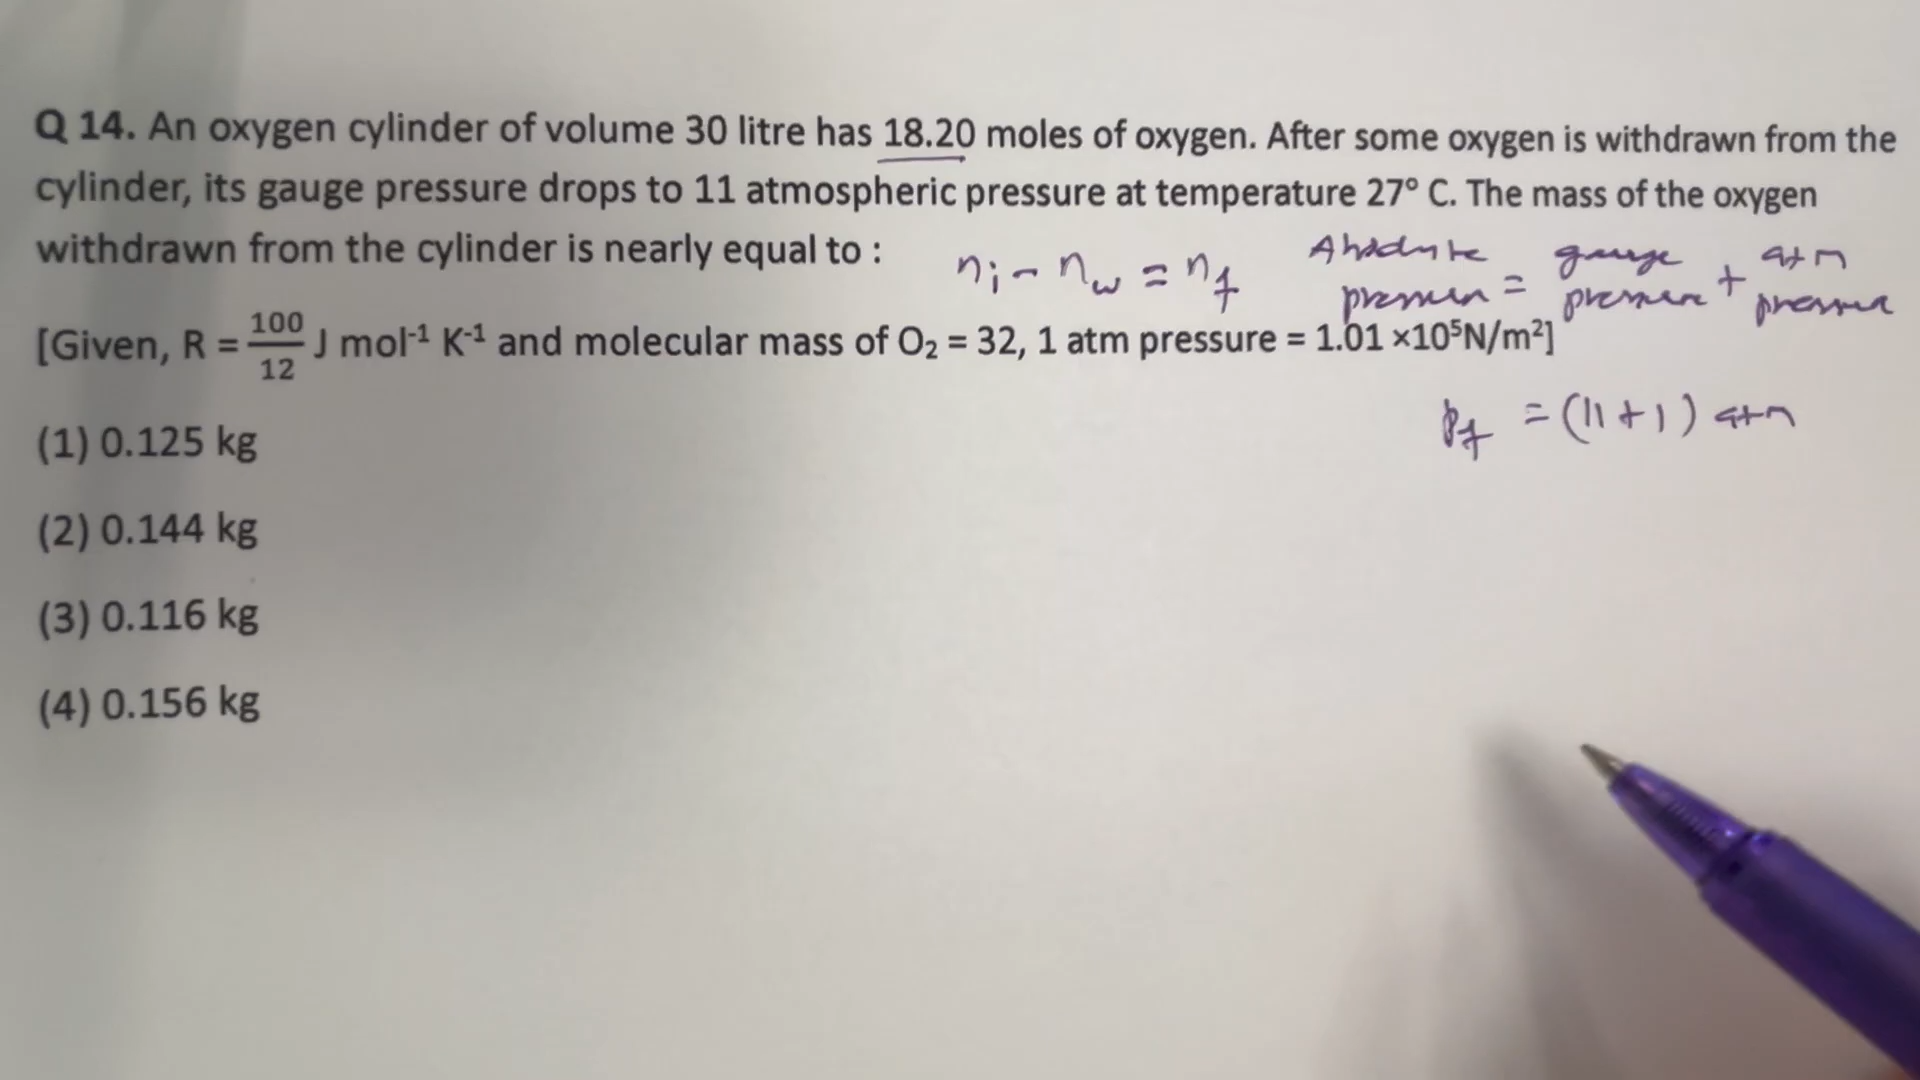 Q 14. An oxygen cylinder of volume 30 litre has 18.20 moles of oxygen. After some oxygen is withdrawn from the
cylinder, its gauge pressure drops to 11 atmospheric pressure at temperature 27° C. The mass of the oxygen
withdrawn from the cylinder is nearly equal to :
n_i - n_w = n_f
Absolute pressure = gauge pressure + atm pressure
[Given, R = 100/12 J mol⁻¹ K⁻¹ and molecular mass of O₂ = 32, 1 atm pressure = 1.01 ×10⁵N/m²]
P_f = (11 + 1) atm
(1) 0.125 kg
(2) 0.144 kg
(3) 0.116 kg
(4) 0.156 kg